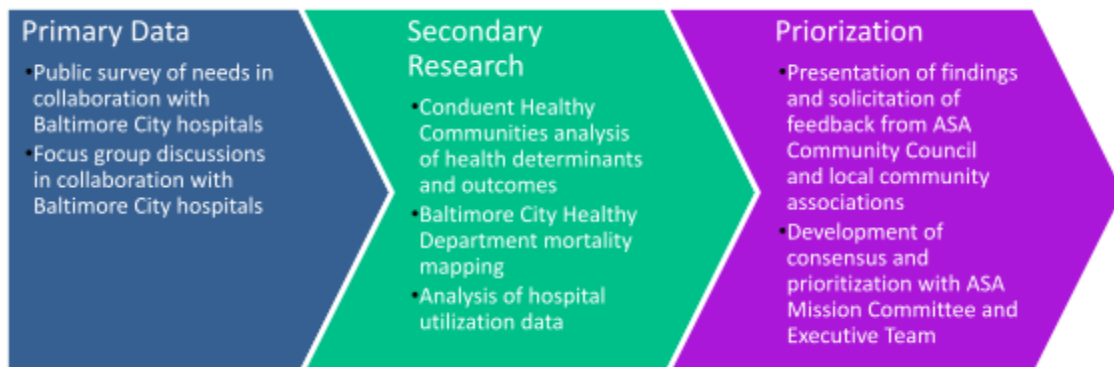 Primary Data
•Public survey of needs in
collaboration with
Baltimore City hospitals
•Focus group discussions
in collaboration with
Baltimore City hospitals
Secondary
Research
•Conduent Healthy
Communities analysis
of health determinants
and outcomes
•Baltimore City Healthy
Department mortality
mapping
•Analysis of hospital
utilization data
Priorization
•Presentation of findings
and solicitation of
feedback from ASA
Community Council
and local community
associations
•Development of
consensus and
prioritization with ASA
Mission Committee and
Executive Team